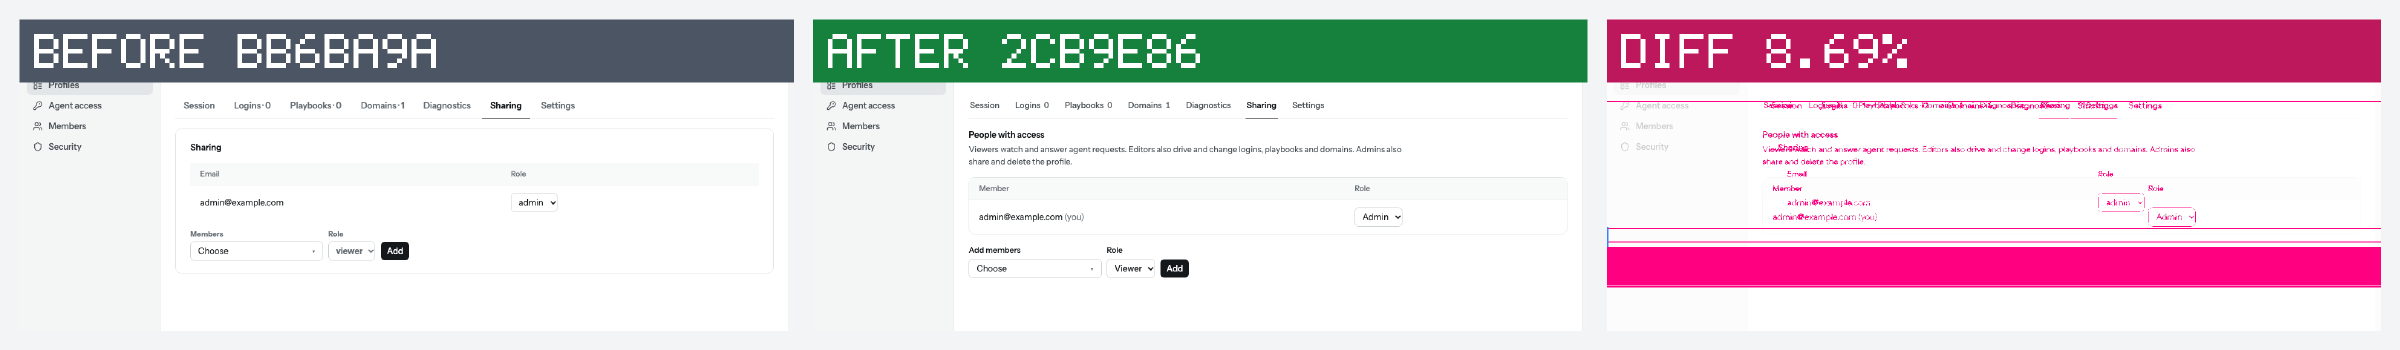 BEFORE BB6BA9A
Profiles
Agent access
Members
Security
Session Logins·0 Playbooks·0 Domains·1 Diagnostics Sharing Settings
Sharing
Email Role
admin@example.com admin
Members Role
Choose viewer Add
AFTER 2CB9E86
Profiles
Agent access
Members
Security
Session Logins 0 Playbooks 0 Domains 1 Diagnostics Sharing Settings
People with access
Viewers watch and answer agent requests. Editors also drive and change logins, playbooks and domains. Admins also
share and delete the profile.
Member Role
admin@example.com (you) Admin
Add members Role
Choose Viewer Add
DIFF 8.69%
Profiles
Agent access
Members
Security
Settings
People with access
Sharing
Viewers watch and answer agent requests. Editors also drive and change logins, playbooks and domains. Admins also
share and delete the profile.
Email Role
Member Role
admin@example.com admin
admin@example.com (you) Admin